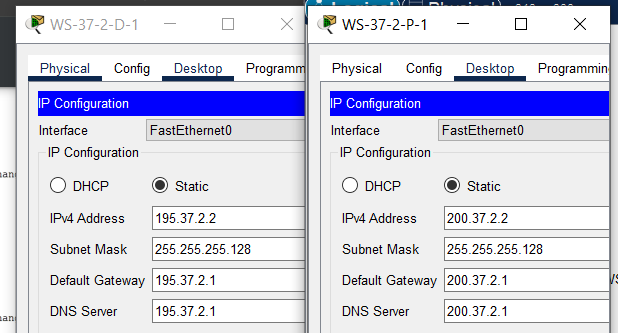 WS-37-2-D-1
Physical Config Desktop Programm
IP Configuration
Interface FastEthernet0
IP Configuration
DHCP Static
IPv4 Address 195.37.2.2
Subnet Mask 255.255.255.128
Default Gateway 195.37.2.1
DNS Server 195.37.2.1
WS-37-2-P-1
Physical Config Desktop Programming
IP Configuration
Interface FastEthernet0
IP Configuration
DHCP Static
IPv4 Address 200.37.2.2
Subnet Mask 255.255.255.128
Default Gateway 200.37.2.1
DNS Server 200.37.2.1